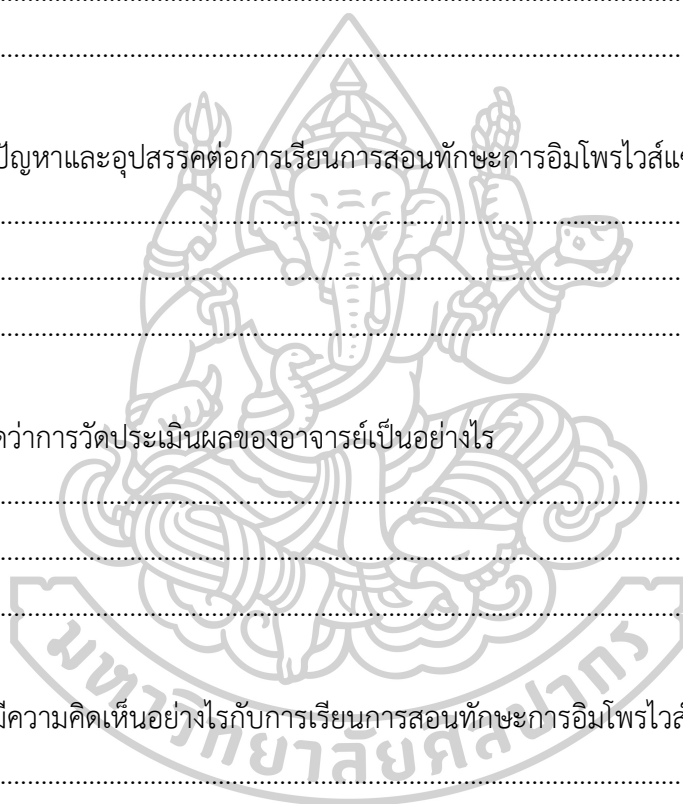 ปัญหาและอุปสรรคต่อการเรียนการสอนทักษะการอิมโพรไวส์
ว่าการวัดประเมินผลของอาจารย์เป็นอย่างไร
มีความคิดเห็นอย่างไรกับการเรียนการสอนทักษะการอิมโพรไวส์
มหาวิทยาลัยศิลปากร